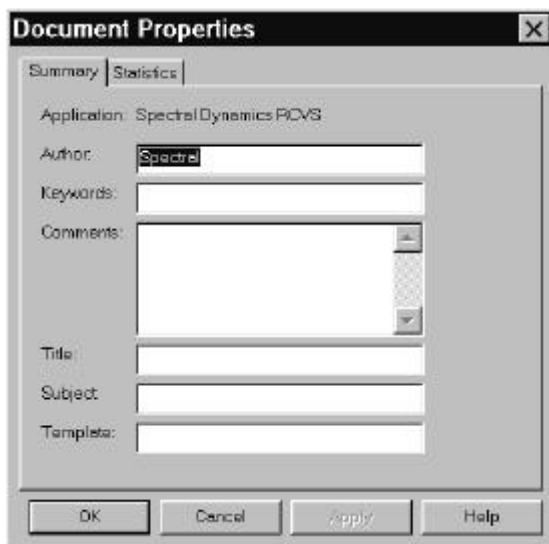 Document Properties
Summary Statistics
Application: Spectral Dynamics RCVS
Author: Spectral
Keywords:
Comments:
Title:
Subject
Template:
OK Cancel Apply Help